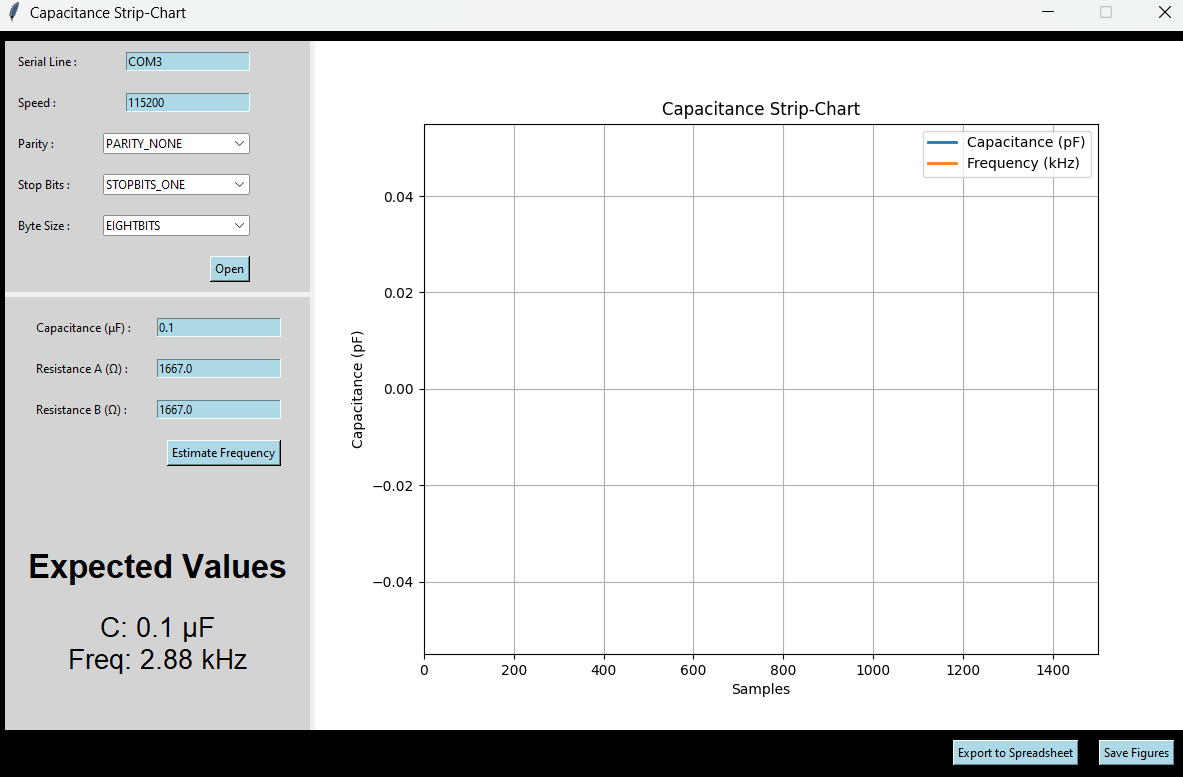 Capacitance Strip-Chart
Serial Line :
COM3
Speed :
115200
Parity :
PARITY_NONE
Stop Bits :
STOPBITS_ONE
Byte Size :
EIGHTBITS
Open
Capacitance (µF) :
0.1
Resistance A (Ω) :
1667.0
Resistance B (Ω) :
1667.0
Estimate Frequency
Expected Values
C: 0.1 µF
Freq: 2.88 kHz
Capacitance Strip-Chart
Capacitance (pF)
Frequency (kHz)
0.04
0.02
0.00
−0.02
−0.04
Capacitance (pF)
0 200 400 600 800 1000 1200 1400
Samples
Export to Spreadsheet
Save Figures